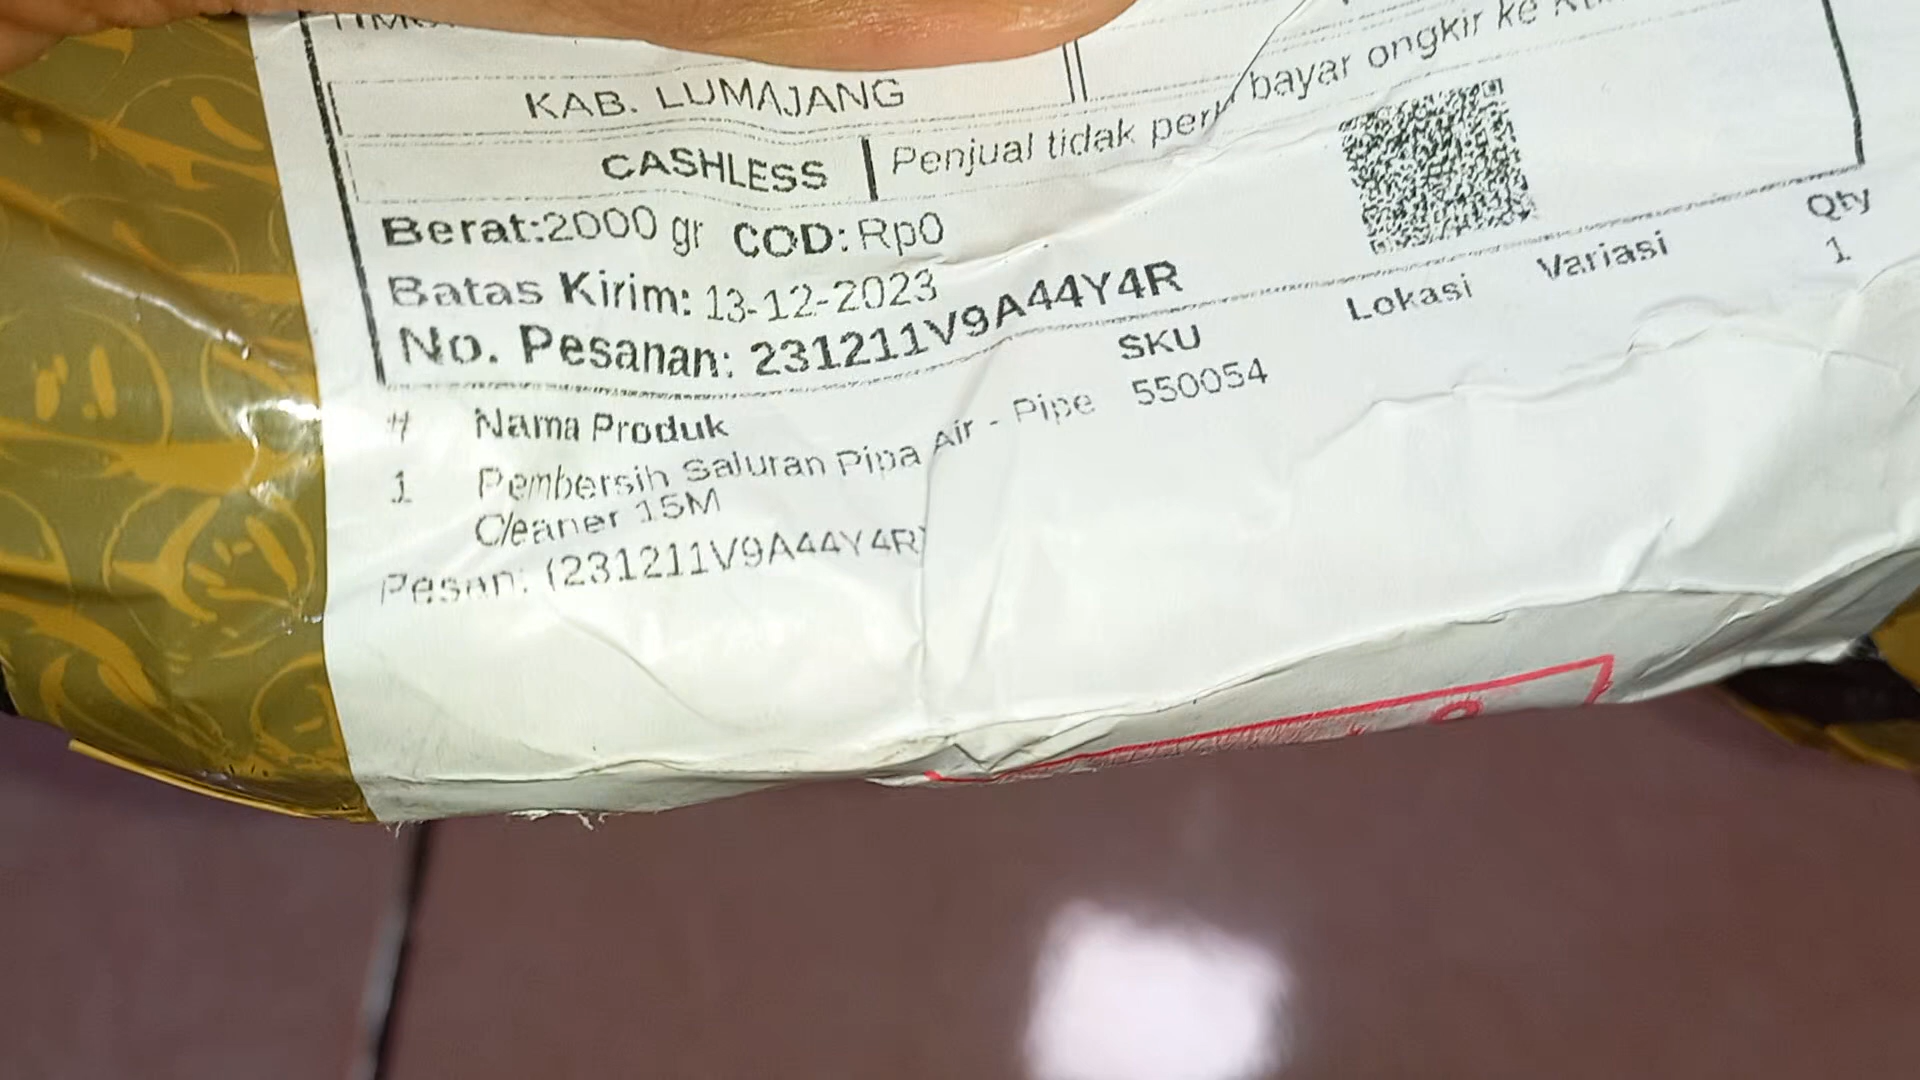 KAB. LUMAJANG
CASHLESS Penjual tidak perlu bayar ongkir ke
Berat:2000 gr COD: Rp0
Batas Kirim: 13-12-2023
No. Pesanan: 231211V9A44Y4R
# Nama Produk SKU Lokasi Variasi Qty
1 Pembersih Saluran Pipa Air - Pipe 550054 1
Cleaner 15M
Pesan: (231211V9A44Y4R)